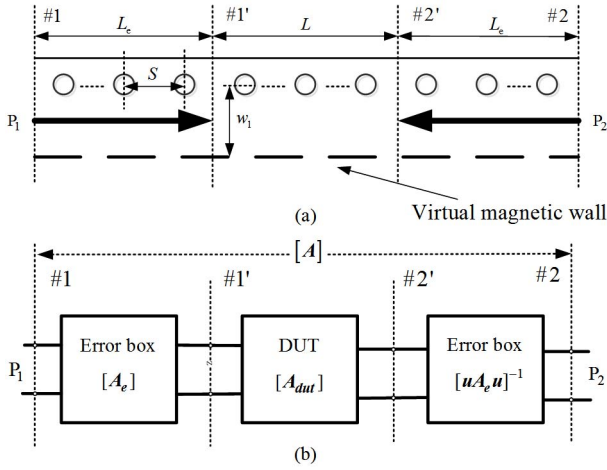 #1 #1' #2' #2
Lₑ L Lₑ
S
P₁ w₁ P₂
(a) Virtual magnetic wall
[A]
#1 #1' #2' #2
Error box DUT Error box
P₁ [Aₑ] [A_dut] [uAₑu]⁻¹ P₂
(b)